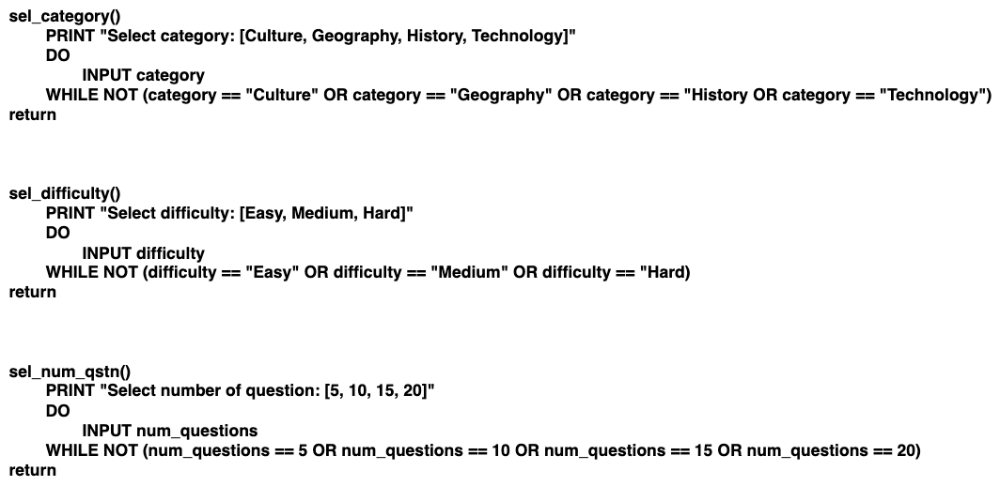 sel_category()
PRINT "Select category: [Culture, Geography, History, Technology]"
DO
INPUT category
WHILE NOT (category == "Culture" OR category == "Geography" OR category == "History OR category == "Technology")
return
sel_difficulty()
PRINT "Select difficulty: [Easy, Medium, Hard]"
DO
INPUT difficulty
WHILE NOT (difficulty == "Easy" OR difficulty == "Medium" OR difficulty == "Hard)
return
sel_num_qstn()
PRINT "Select number of question: [5, 10, 15, 20]"
DO
INPUT num_questions
WHILE NOT (num_questions == 5 OR num_questions == 10 OR num_questions == 15 OR num_questions == 20)
return